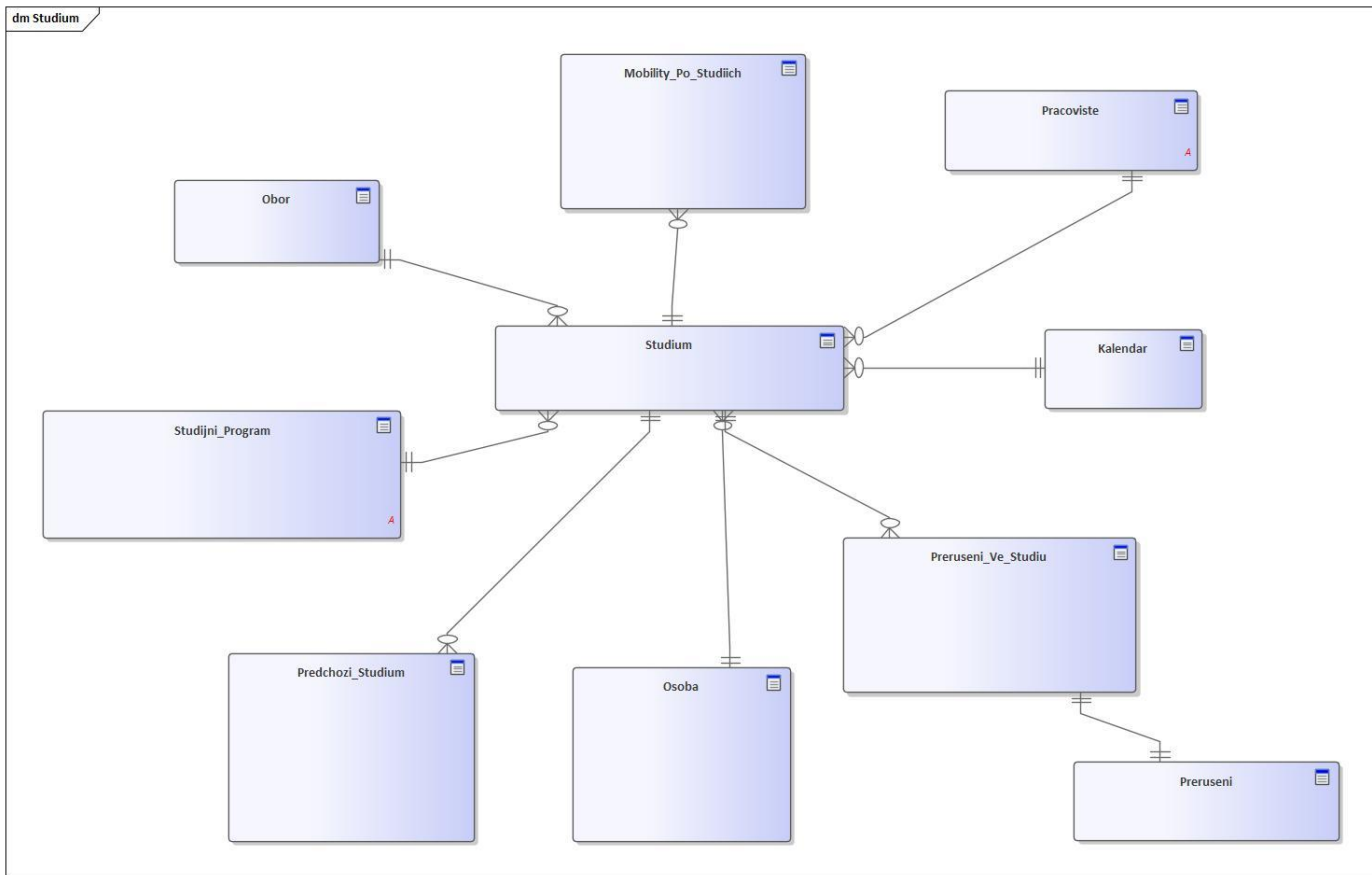 dm Studium
Mobility_Po_Studiich
Pracoviste
A
Obor
Studium
Kalendar
Studijni_Program
A
Preruseni_Ve_Studiu
Predchozi_Studium
Osoba
Preruseni